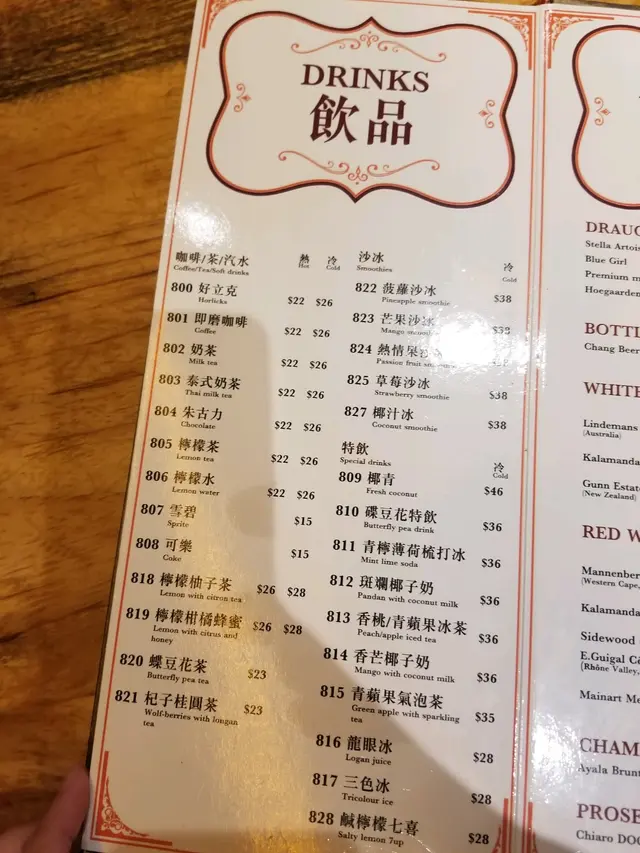 DRINKS
飲品
咖啡/茶/汽水 熱 冷
Coffee/Tea/Soft drinks Hot Cold
800 好立克
Horlicks $22 $26
801 即磨咖啡
Coffee $22 $26
802 奶茶
Milk tea $22 $26
803 泰式奶茶
Thai milk tea $22 $26
804 朱古力
Chocolate $22 $26
805 檸檬茶
Lemon tea $22 $26
806 檸檬水
Lemon water $22 $26
807 雪碧
Sprite $15
808 可樂
Coke $15
818 檸檬柚子茶
Lemon with citron tea $26 $28
819 檸檬柑橘蜂蜜 $26 $28
Lemon with citrus and
honey
820 蝶豆花茶
Butterfly pea tea $23
821 杞子桂圓茶
Wolf-berries with longan $23
tea
沙冰 冷
Smoothies Cold
822 菠蘿沙冰
Pineapple smoothie $38
823 芒果沙冰
Mango smoothie $38
824 熱情果沙
Passion fruit
825 草莓沙冰
Strawberry smoothie $38
827 椰汁冰
Coconut smoothie $38
特飲 冷
Special drinks Cold
809 椰青
Fresh coconut $46
810 碟豆花特飲
Butterfly pea drink $36
811 青檸薄荷梳打冰
Mint lime soda $36
812 斑斕椰子奶
Pandan with coconut milk $36
813 香桃/青蘋果冰茶
Peach/apple iced tea $36
814 香芒椰子奶
Mango with coconut milk $36
815 青蘋果氣泡茶
Green apple with sparkling $35
tea
816 龍眼冰
Logan juice $28
817 三色冰
Tricolour ice $28
828 鹹檸檬七喜
Salty lemon 7up $28
DRAUG
Stella Artois
Blue Girl
Premium m
Hoegaarden
BOTTL
Chang Beer
WHITE
Lindemans
(Australia)
Kalamanda
Gunn Estate
(New Zealand)
RED W
Mannenber
(Western Cape,
Kalamanda
Sidewood
E.Guigal Cô
(Rhône Valley,
Mainart Me
CHAM
Ayala Brunt
PROSE
Chiaro DOC